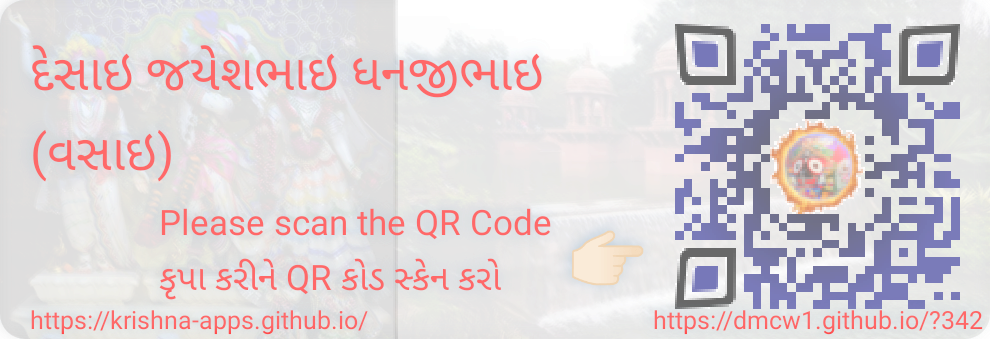 દેસાઇ જયેશભાઇ ધનજીભાઇ
(વસાઇ)
Please scan the QR Code
કૃપા કરીને QR કોડ સ્કેન કરો
https://krishna-apps.github.io/
https://dmcw1.github.io/?342